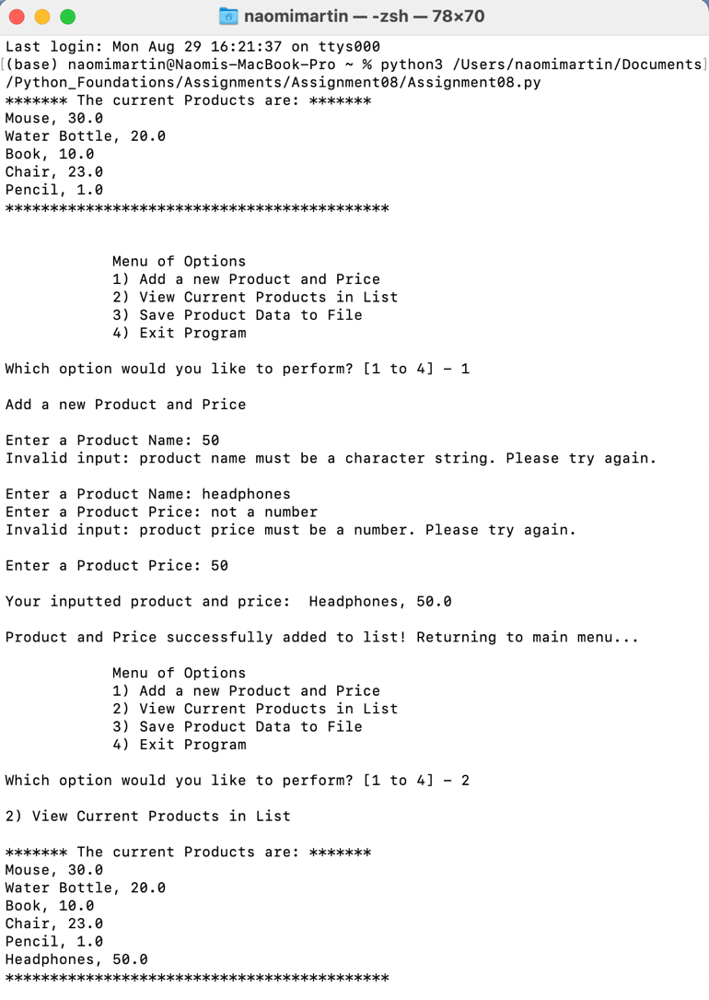 naomimartin — -zsh — 78×70
Last login: Mon Aug 29 16:21:37 on ttys000
[(base) naomimartin@Naomis-MacBook-Pro ~ % python3 /Users/naomimartin/Documents]
/Python_Foundations/Assignments/Assignment08/Assignment08.py
******* The current Products are: *******
Mouse, 30.0
Water Bottle, 20.0
Book, 10.0
Chair, 23.0
Pencil, 1.0
*******************************************
Menu of Options
1) Add a new Product and Price
2) View Current Products in List
3) Save Product Data to File
4) Exit Program
Which option would you like to perform? [1 to 4] - 1
Add a new Product and Price
Enter a Product Name: 50
Invalid input: product name must be a character string. Please try again.
Enter a Product Name: headphones
Enter a Product Price: not a number
Invalid input: product price must be a number. Please try again.
Enter a Product Price: 50
Your inputted product and price:  Headphones, 50.0
Product and Price successfully added to list! Returning to main menu...
Menu of Options
1) Add a new Product and Price
2) View Current Products in List
3) Save Product Data to File
4) Exit Program
Which option would you like to perform? [1 to 4] - 2
2) View Current Products in List
******* The current Products are: *******
Mouse, 30.0
Water Bottle, 20.0
Book, 10.0
Chair, 23.0
Pencil, 1.0
Headphones, 50.0
*******************************************